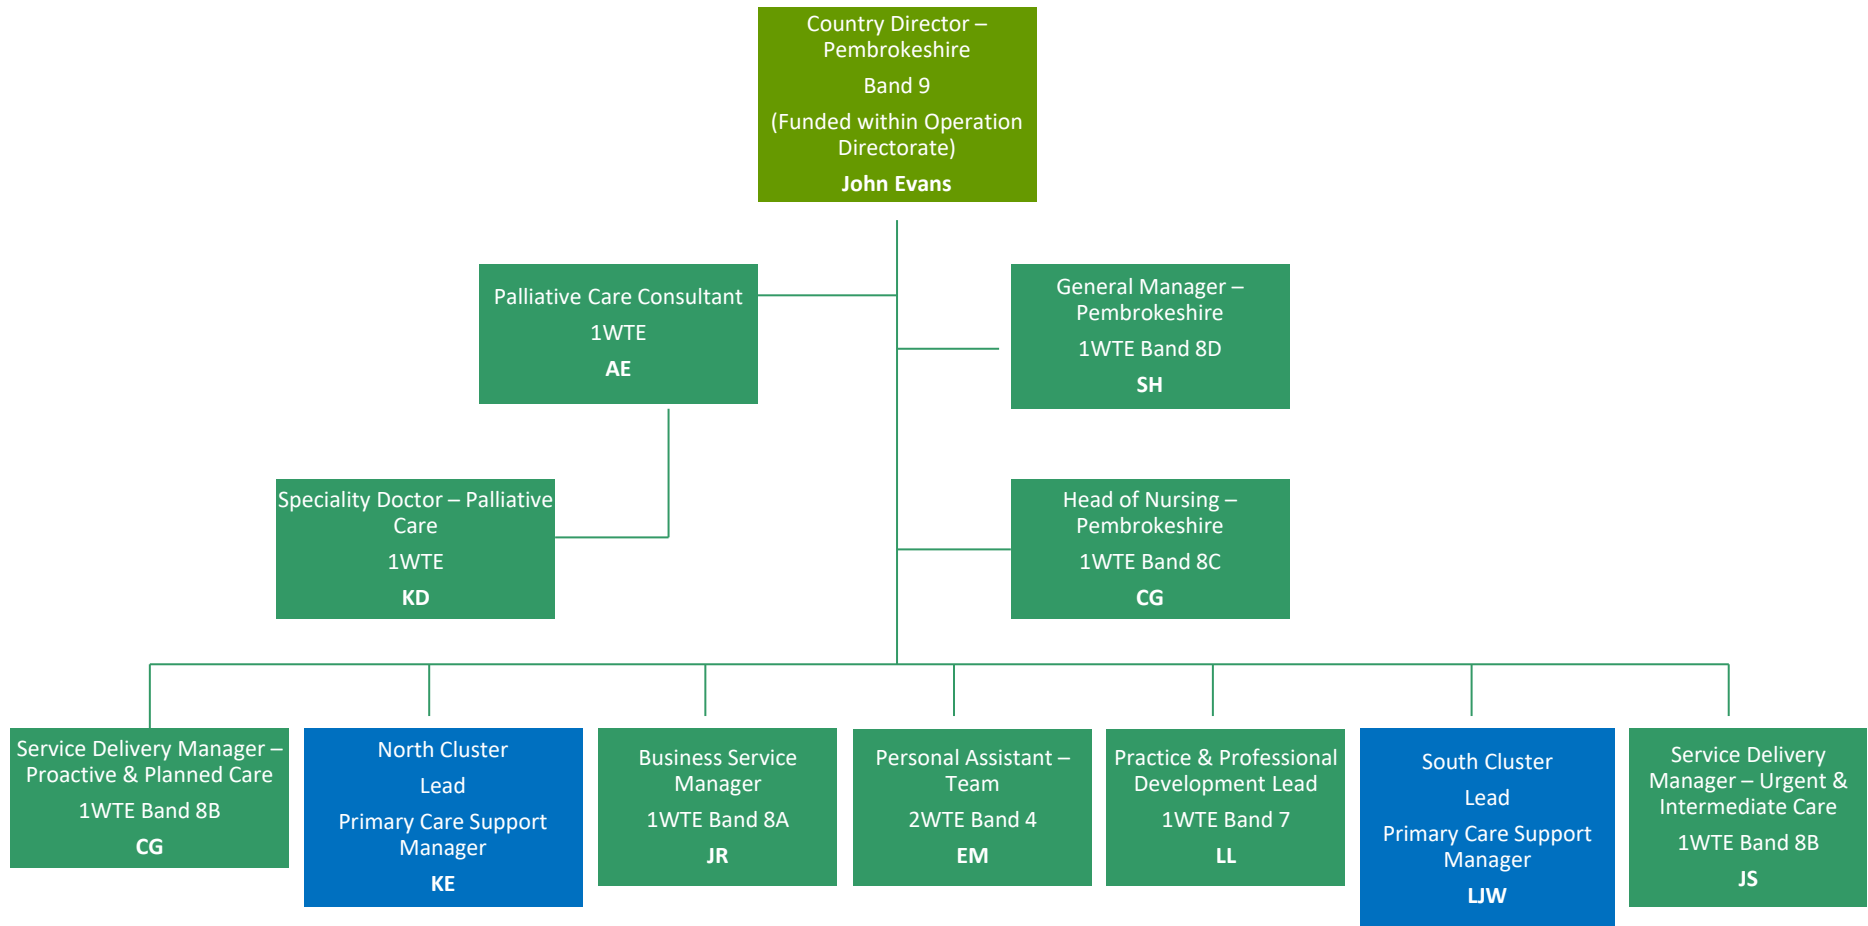 Country Director –
Pembrokeshire
Band 9
(Funded within Operation
Directorate)
John Evans
Palliative Care Consultant
1WTE
AE
General Manager –
Pembrokeshire
1WTE Band 8D
SH
Speciality Doctor – Palliative
Care
1WTE
KD
Head of Nursing –
Pembrokeshire
1WTE Band 8C
CG
Service Delivery Manager –
Proactive & Planned Care
1WTE Band 8B
CG
North Cluster
Lead
Primary Care Support
Manager
KE
Business Service
Manager
1WTE Band 8A
JR
Personal Assistant –
Team
2WTE Band 4
EM
Practice & Professional
Development Lead
1WTE Band 7
LL
South Cluster
Lead
Primary Care Support
Manager
LJW
Service Delivery
Manager – Urgent &
Intermediate Care
1WTE Band 8B
JS